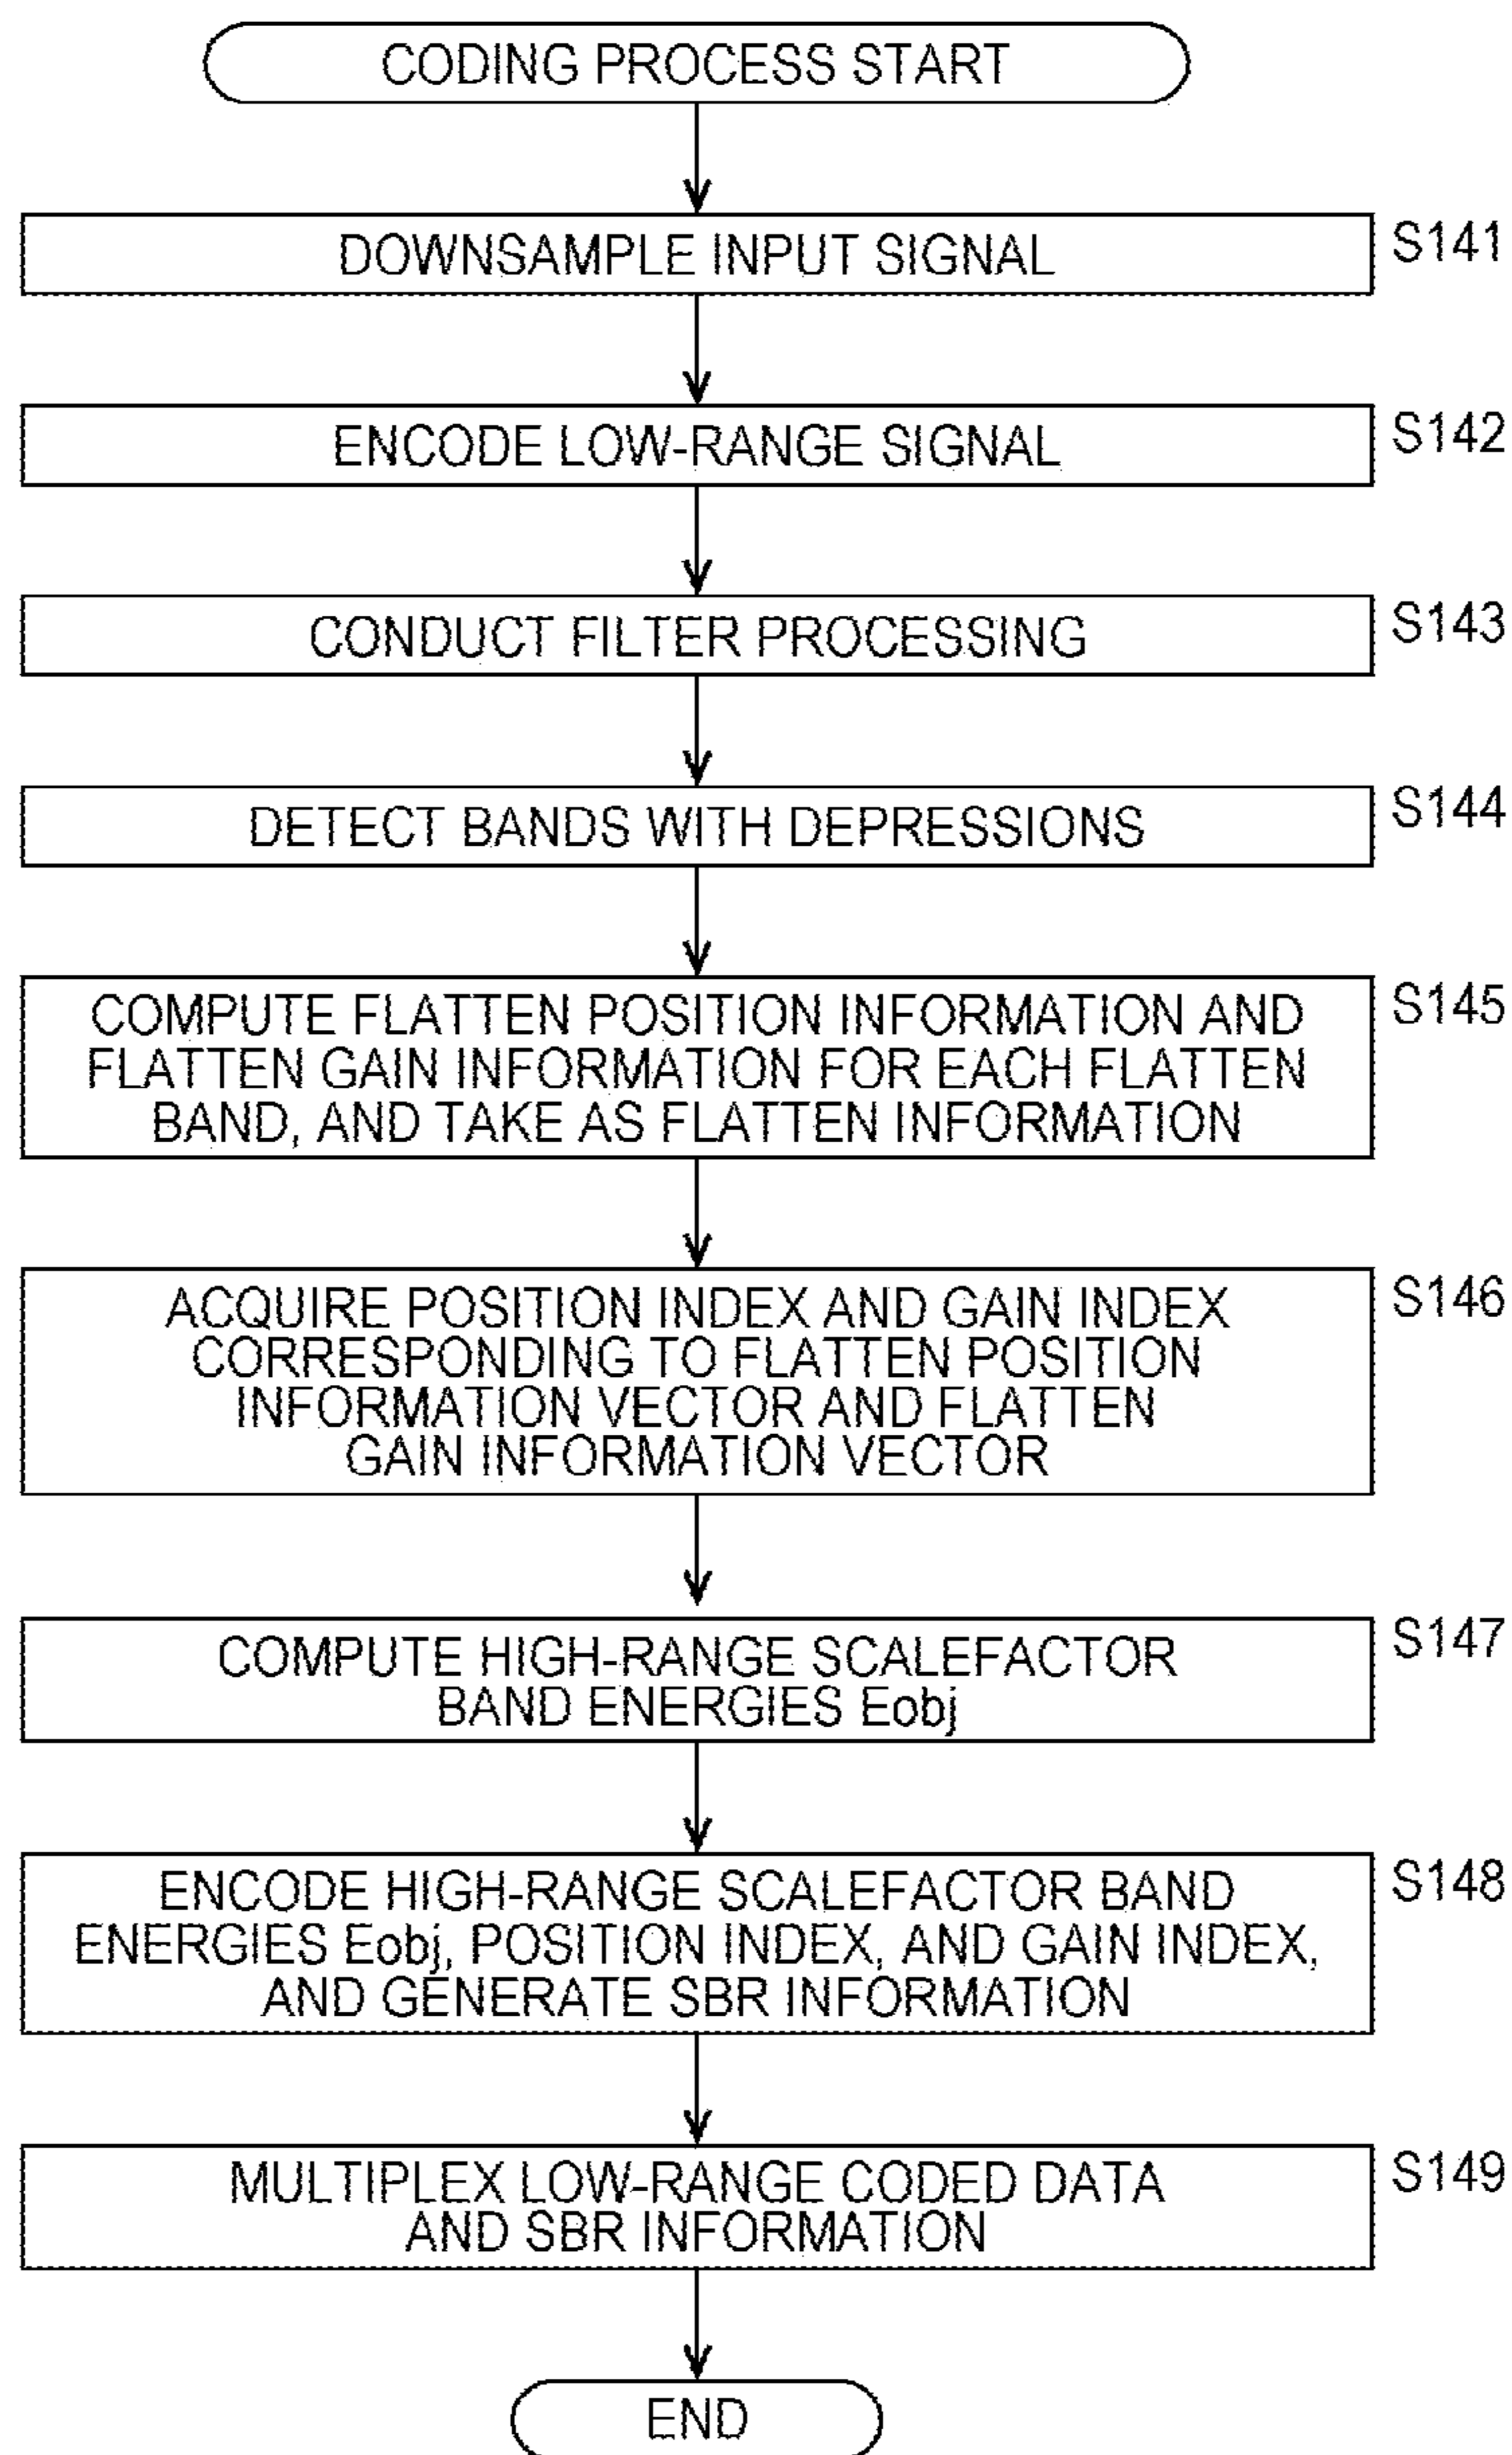 CODING PROCESS START
DOWNSAMPLE INPUT SIGNAL
S141
ENCODE LOW-RANGE SIGNAL
S142
CONDUCT FILTER PROCESSING
S143
DETECT BANDS WITH DEPRESSIONS
S144
COMPUTE FLATTEN POSITION INFORMATION AND
FLATTEN GAIN INFORMATION FOR EACH FLATTEN
BAND, AND TAKE AS FLATTEN INFORMATION
S145
ACQUIRE POSITION INDEX AND GAIN INDEX
CORRESPONDING TO FLATTEN POSITION
INFORMATION VECTOR AND FLATTEN
GAIN INFORMATION VECTOR
S146
COMPUTE HIGH-RANGE SCALEFACTOR
BAND ENERGIES Eobj
S147
ENCODE HIGH-RANGE SCALEFACTOR BAND
ENERGIES Eobj, POSITION INDEX, AND GAIN INDEX,
AND GENERATE SBR INFORMATION
S148
MULTIPLEX LOW-RANGE CODED DATA
AND SBR INFORMATION
S149
END